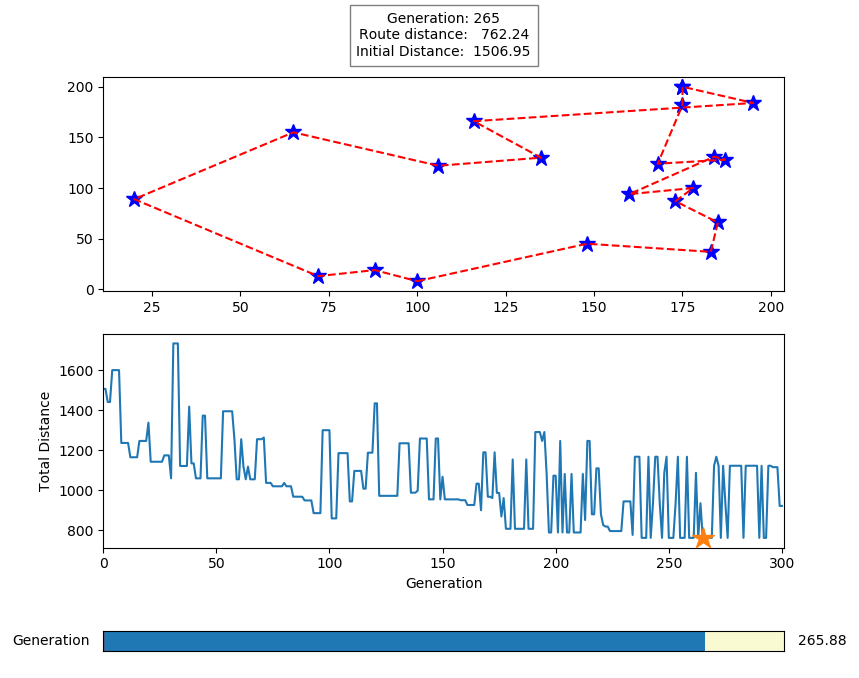 Generation: 265
Route distance:   762.24
Initial Distance:  1506.95
200
150
100
50
0
25 50 75 100 125 150 175 200
1600
1400
1200
1000
800
Total Distance
0 50 100 150 200 250 300
Generation
Generation 265.88